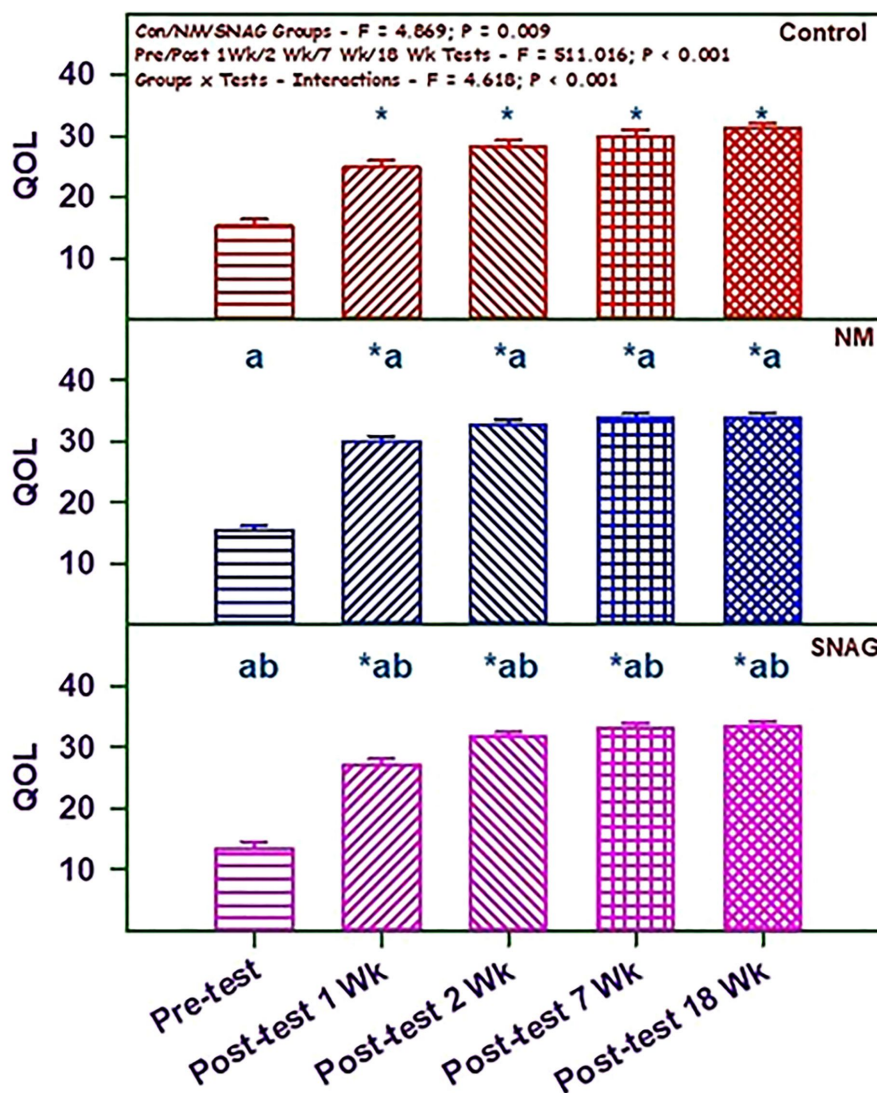 Con/NM/SNAG Groups - F = 4.869; P = 0.009
Control
Pre/Post 1Wk/2 Wk/7 Wk/18 Wk Tests - F = 511.016; P < 0.001
Groups x Tests - Interactions - F = 4.618; P < 0.001
40
30
20
10
QOL
* * * *
NM
a *a *a *a *a
40
30
20
10
QOL
SNAG
ab *ab *ab *ab *ab
40
30
20
10
QOL
Pre-test
Post-test 1 Wk
Post-test 2 Wk
Post-test 7 Wk
Post-test 18 Wk